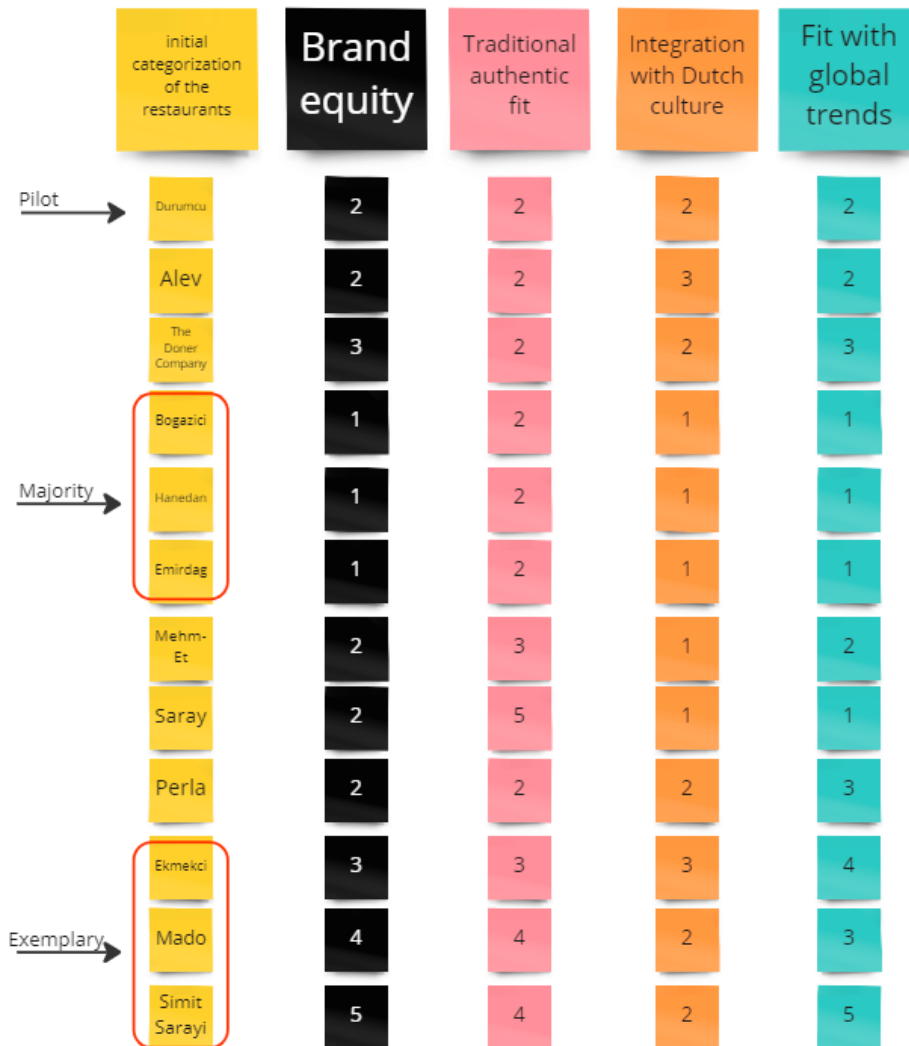 initial
categorization
of the
restaurants
Brand
equity
Traditional
authentic
fit
Integration
with Dutch
culture
Fit with
global
trends
Pilot
Durumcu
2
2
2
2
Alev
2
2
3
2
The
Doner
Company
3
2
2
3
Bogazici
1
2
1
1
Majority
Hanedan
1
2
1
1
Emirdag
1
2
1
1
Mehm-
Et
2
3
1
2
Saray
2
5
1
1
Perla
2
2
2
3
Ekmekci
3
3
3
4
Exemplary
Mado
4
4
2
3
Simit
Sarayi
5
4
2
5